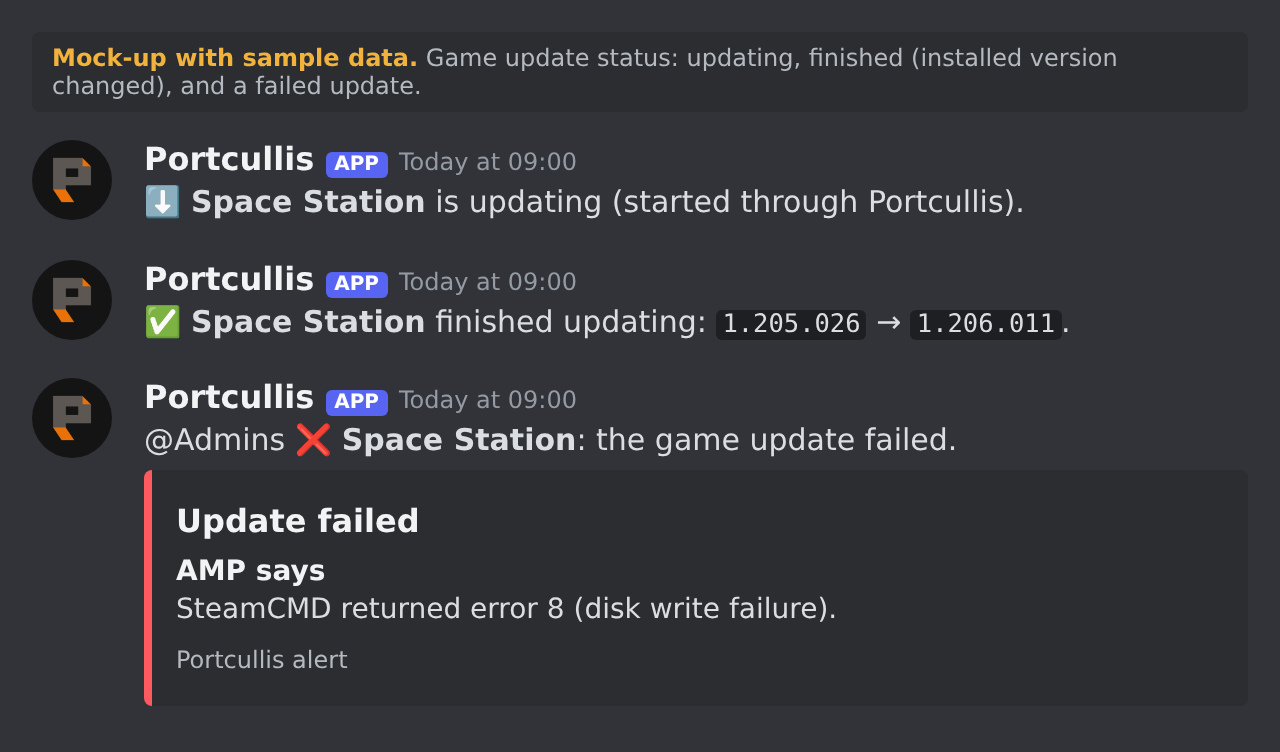 Mock-up with sample data. Game update status: updating, finished (installed version
changed), and a failed update.
Portcullis APP Today at 09:00
⬇️ Space Station is updating (started through Portcullis).
Portcullis APP Today at 09:00
✅ Space Station finished updating: 1.205.026 → 1.206.011.
Portcullis APP Today at 09:00
@Admins ❌ Space Station: the game update failed.
Update failed
AMP says
SteamCMD returned error 8 (disk write failure).
Portcullis alert